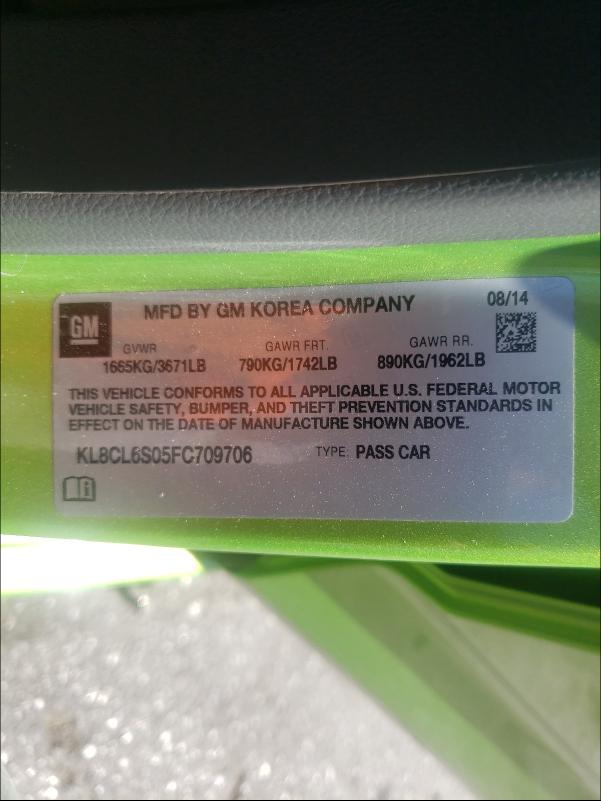 GM
MFD BY GM KOREA COMPANY
08/14
GVWR
GAWR FRT.
GAWR RR.
1665KG/3671LB
790KG/1742LB
890KG/1962LB
THIS VEHICLE CONFORMS TO ALL APPLICABLE U.S. FEDERAL MOTOR
VEHICLE SAFETY, BUMPER, AND THEFT PREVENTION STANDARDS IN
EFFECT ON THE DATE OF MANUFACTURE SHOWN ABOVE.
KL8CL6S05FC709706
TYPE: PASS CAR